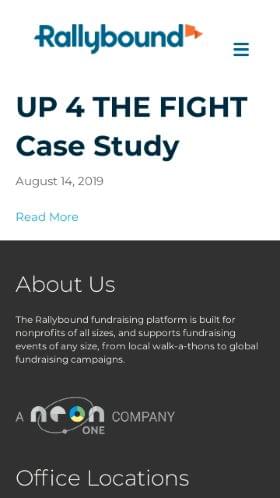 Rallybound
UP 4 THE FIGHT
Case Study
August 14, 2019
Read More
About Us
The Rallybound fundraising platform is built for
nonprofits of all sizes, and supports fundraising
events of any size, from local walk-a-thons to global
fundraising campaigns.
A neon ONE COMPANY
Office Locations